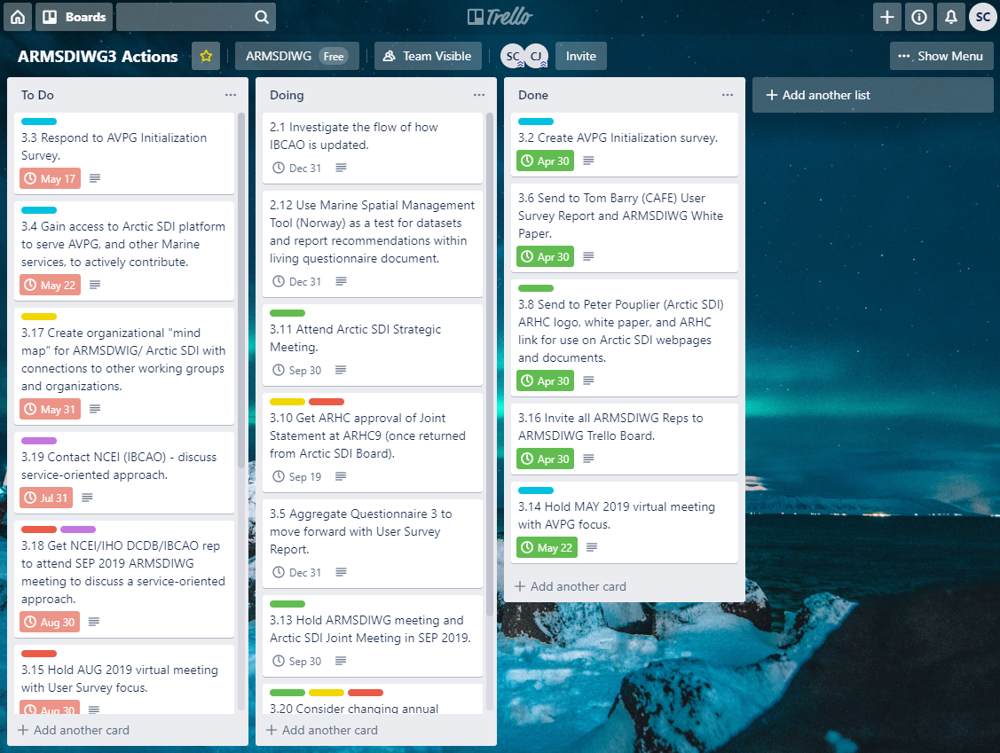 Boards
Trello
SC
ARMSDIWG3 Actions
ARMSDIWG Free
Team Visible
SC
CJ
Invite
Show Menu
To Do
3.3 Respond to AVPG Initialization
Survey.
May 17
3.4 Gain access to Arctic SDI platform
to serve AVPG, and other Marine
services, to actively contribute.
May 22
3.17 Create organizational "mind
map" for ARMSDWIG/ Arctic SDI with
connections to other working groups
and organizations.
May 31
3.19 Contact NCEI (IBCAO) - discuss
service-oriented approach.
Jul 31
3.18 Get NCEI/IHO DCDB/IBCAO rep
to attend SEP 2019 ARMSDIWG
meeting to discuss a service-oriented
approach.
Aug 30
3.15 Hold AUG 2019 virtual meeting
with User Survey focus.
Aug 30
Add another card
Doing
2.1 Investigate the flow of how
IBCAO is updated.
Dec 31
2.12 Use Marine Spatial Management
Tool (Norway) as a test for datasets
and report recommendations within
living questionnaire document.
Dec 31
3.11 Attend Arctic SDI Strategic
Meeting.
Sep 30
3.10 Get ARHC approval of Joint
Statement at ARHC9 (once returned
from Arctic SDI Board).
Sep 19
3.5 Aggregate Questionnaire 3 to
move forward with User Survey
Report.
Dec 31
3.13 Hold ARMSDIWG meeting and
Arctic SDI Joint Meeting in SEP 2019.
Sep 30
3.20 Consider changing annual
Add another card
Done
3.2 Create AVPG Initialization survey.
Apr 30
3.6 Send to Tom Barry (CAFE) User
Survey Report and ARMSDIWG White
Paper.
Apr 30
3.8 Send to Peter Pouplier (Arctic SDI)
ARHC logo, white paper, and ARHC
link for use on Arctic SDI webpages
and documents.
Apr 30
3.16 Invite all ARMSDIWG Reps to
ARMSDIWG Trello Board.
Apr 30
3.14 Hold MAY 2019 virtual meeting
with AVPG focus.
May 22
Add another card
Add another list